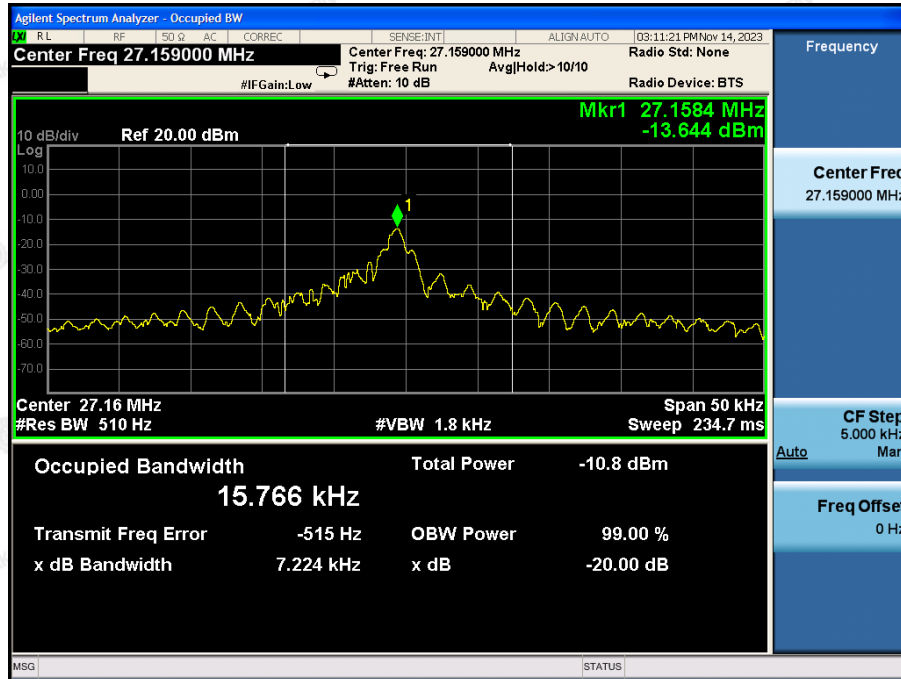 Agilent Spectrum Analyzer - Occupied BW
LXI RL RF 50 Ω AC CORREC SENSE:INT ALIGN AUTO 03:11:21 PM Nov 14, 2023
Center Freq 27.159000 MHz
Center Freq: 27.159000 MHz
Radio Std: None
Trig: Free Run Avg|Hold:>10/10
#IFGain:Low
#Atten: 10 dB
Radio Device: BTS
Mkr1 27.1584 MHz
-13.644 dBm
10 dB/div Ref 20.00 dBm
Log
10.0
0.00
-10.0
-20.0
-30.0
-40.0
-50.0
-60.0
-70.0
1
Center 27.16 MHz Span 50 kHz
#Res BW 510 Hz #VBW 1.8 kHz Sweep 234.7 ms
Occupied Bandwidth Total Power -10.8 dBm
15.766 kHz
Transmit Freq Error -515 Hz OBW Power 99.00 %
x dB Bandwidth 7.224 kHz x dB -20.00 dB
MSG STATUS
Frequency
Center Freq
27.159000 MHz
CF Step
5.000 kHz
Auto Man
Freq Offset
0 Hz